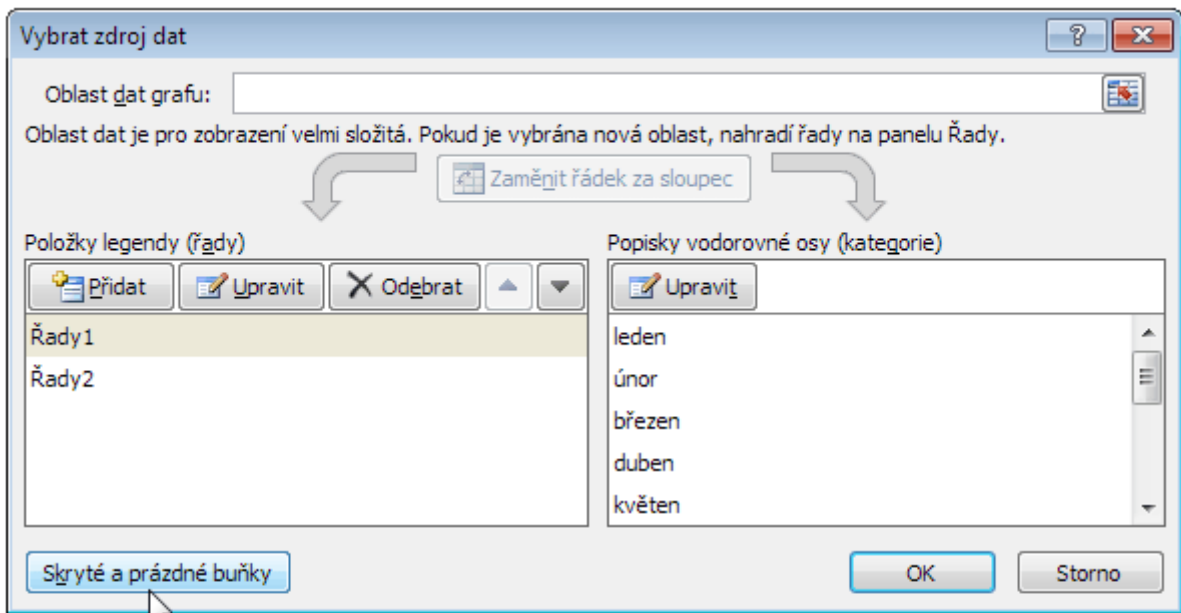 Vybrat zdroj dat
Oblast dat grafu:
Oblast dat je pro zobrazení velmi složitá. Pokud je vybrána nová oblast, nahradí řady na panelu Řady.
Zaměnit řádek za sloupec
Položky legendy (řady)
Přidat Upravit Odebrat
Řady1
Řady2
Popisky vodorovné osy (kategorie)
Upravit
leden
únor
březen
duben
květen
Skryté a prázdné buňky
OK Storno